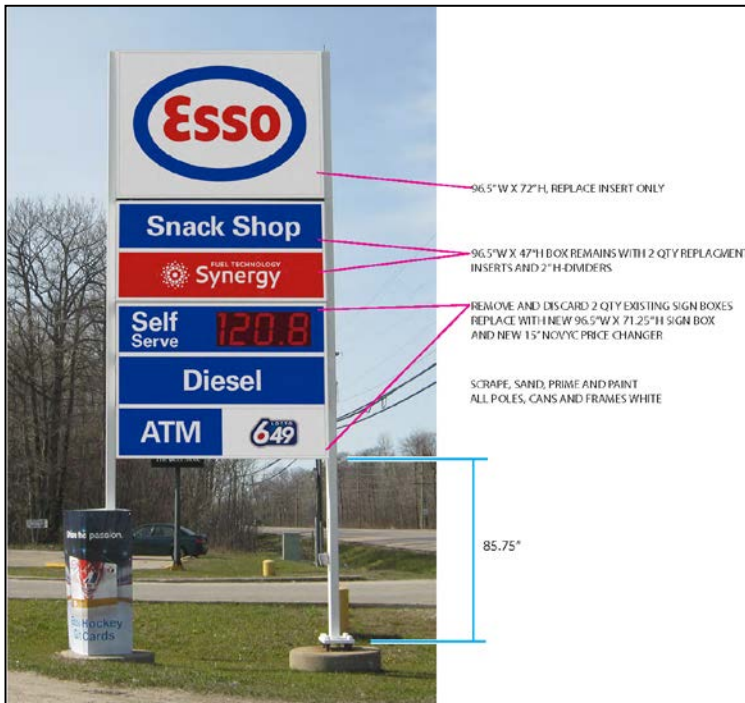 Esso
96.5" W X 72" H, REPLACE INSERT ONLY
Snack Shop
FUEL TECHNOLOGY
Synergy
96.5"W X 47"H BOX REMAINS WITH 2 QTY REPLACMENT
INSERTS AND 2" H-DIVIDERS
Self
Serve
120.8
REMOVE AND DISCARD 2 QTY EXISTING SIGN BOXES
REPLACE WITH NEW 96.5"W X 71.25"H SIGN BOX
AND NEW 15" NOVYC PRICE CHANGER
Diesel
SCRAPE, SAND, PRIME AND PAINT
ALL POLES, CANS AND FRAMES WHITE
ATM
LOTTO
649
85.75"
the passion.
Hockey
Cards